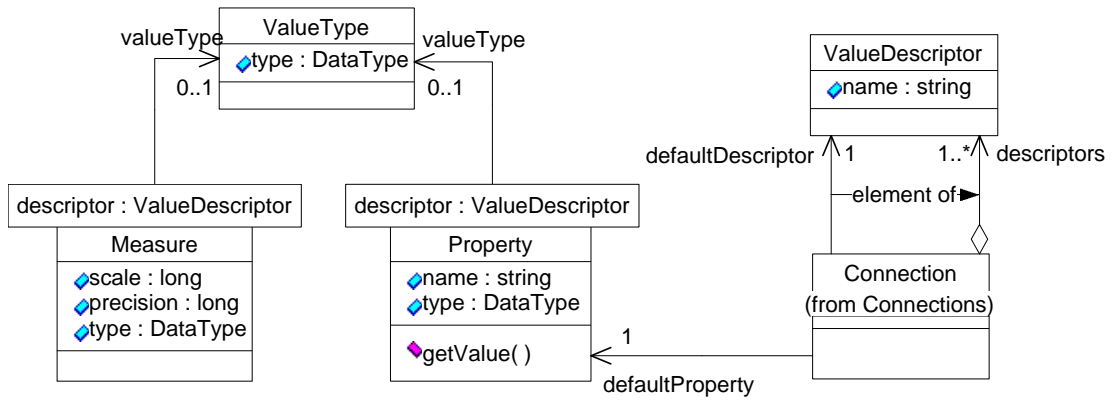 ValueType
type : DataType
valueType
0..1
valueType
0..1
ValueDescriptor
name : string
defaultDescriptor
1
1..*
descriptors
element of
descriptor : ValueDescriptor
Measure
scale : long
precision : long
type : DataType
descriptor : ValueDescriptor
Property
name : string
type : DataType
getValue( )
Connection
(from Connections)
1
defaultProperty